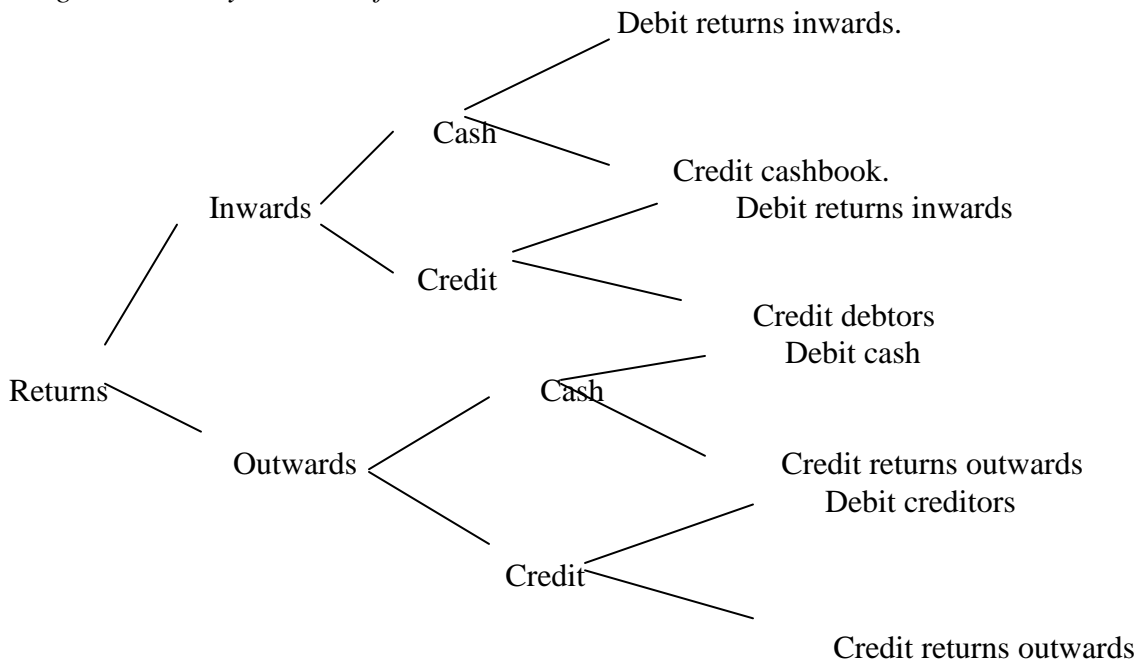 Debit returns inwards.
Cash
Credit cashbook.
Inwards
Debit returns inwards
Credit
Credit debtors
Debit cash
Returns
Cash
Outwards
Credit returns outwards
Debit creditors
Credit
Credit returns outwards